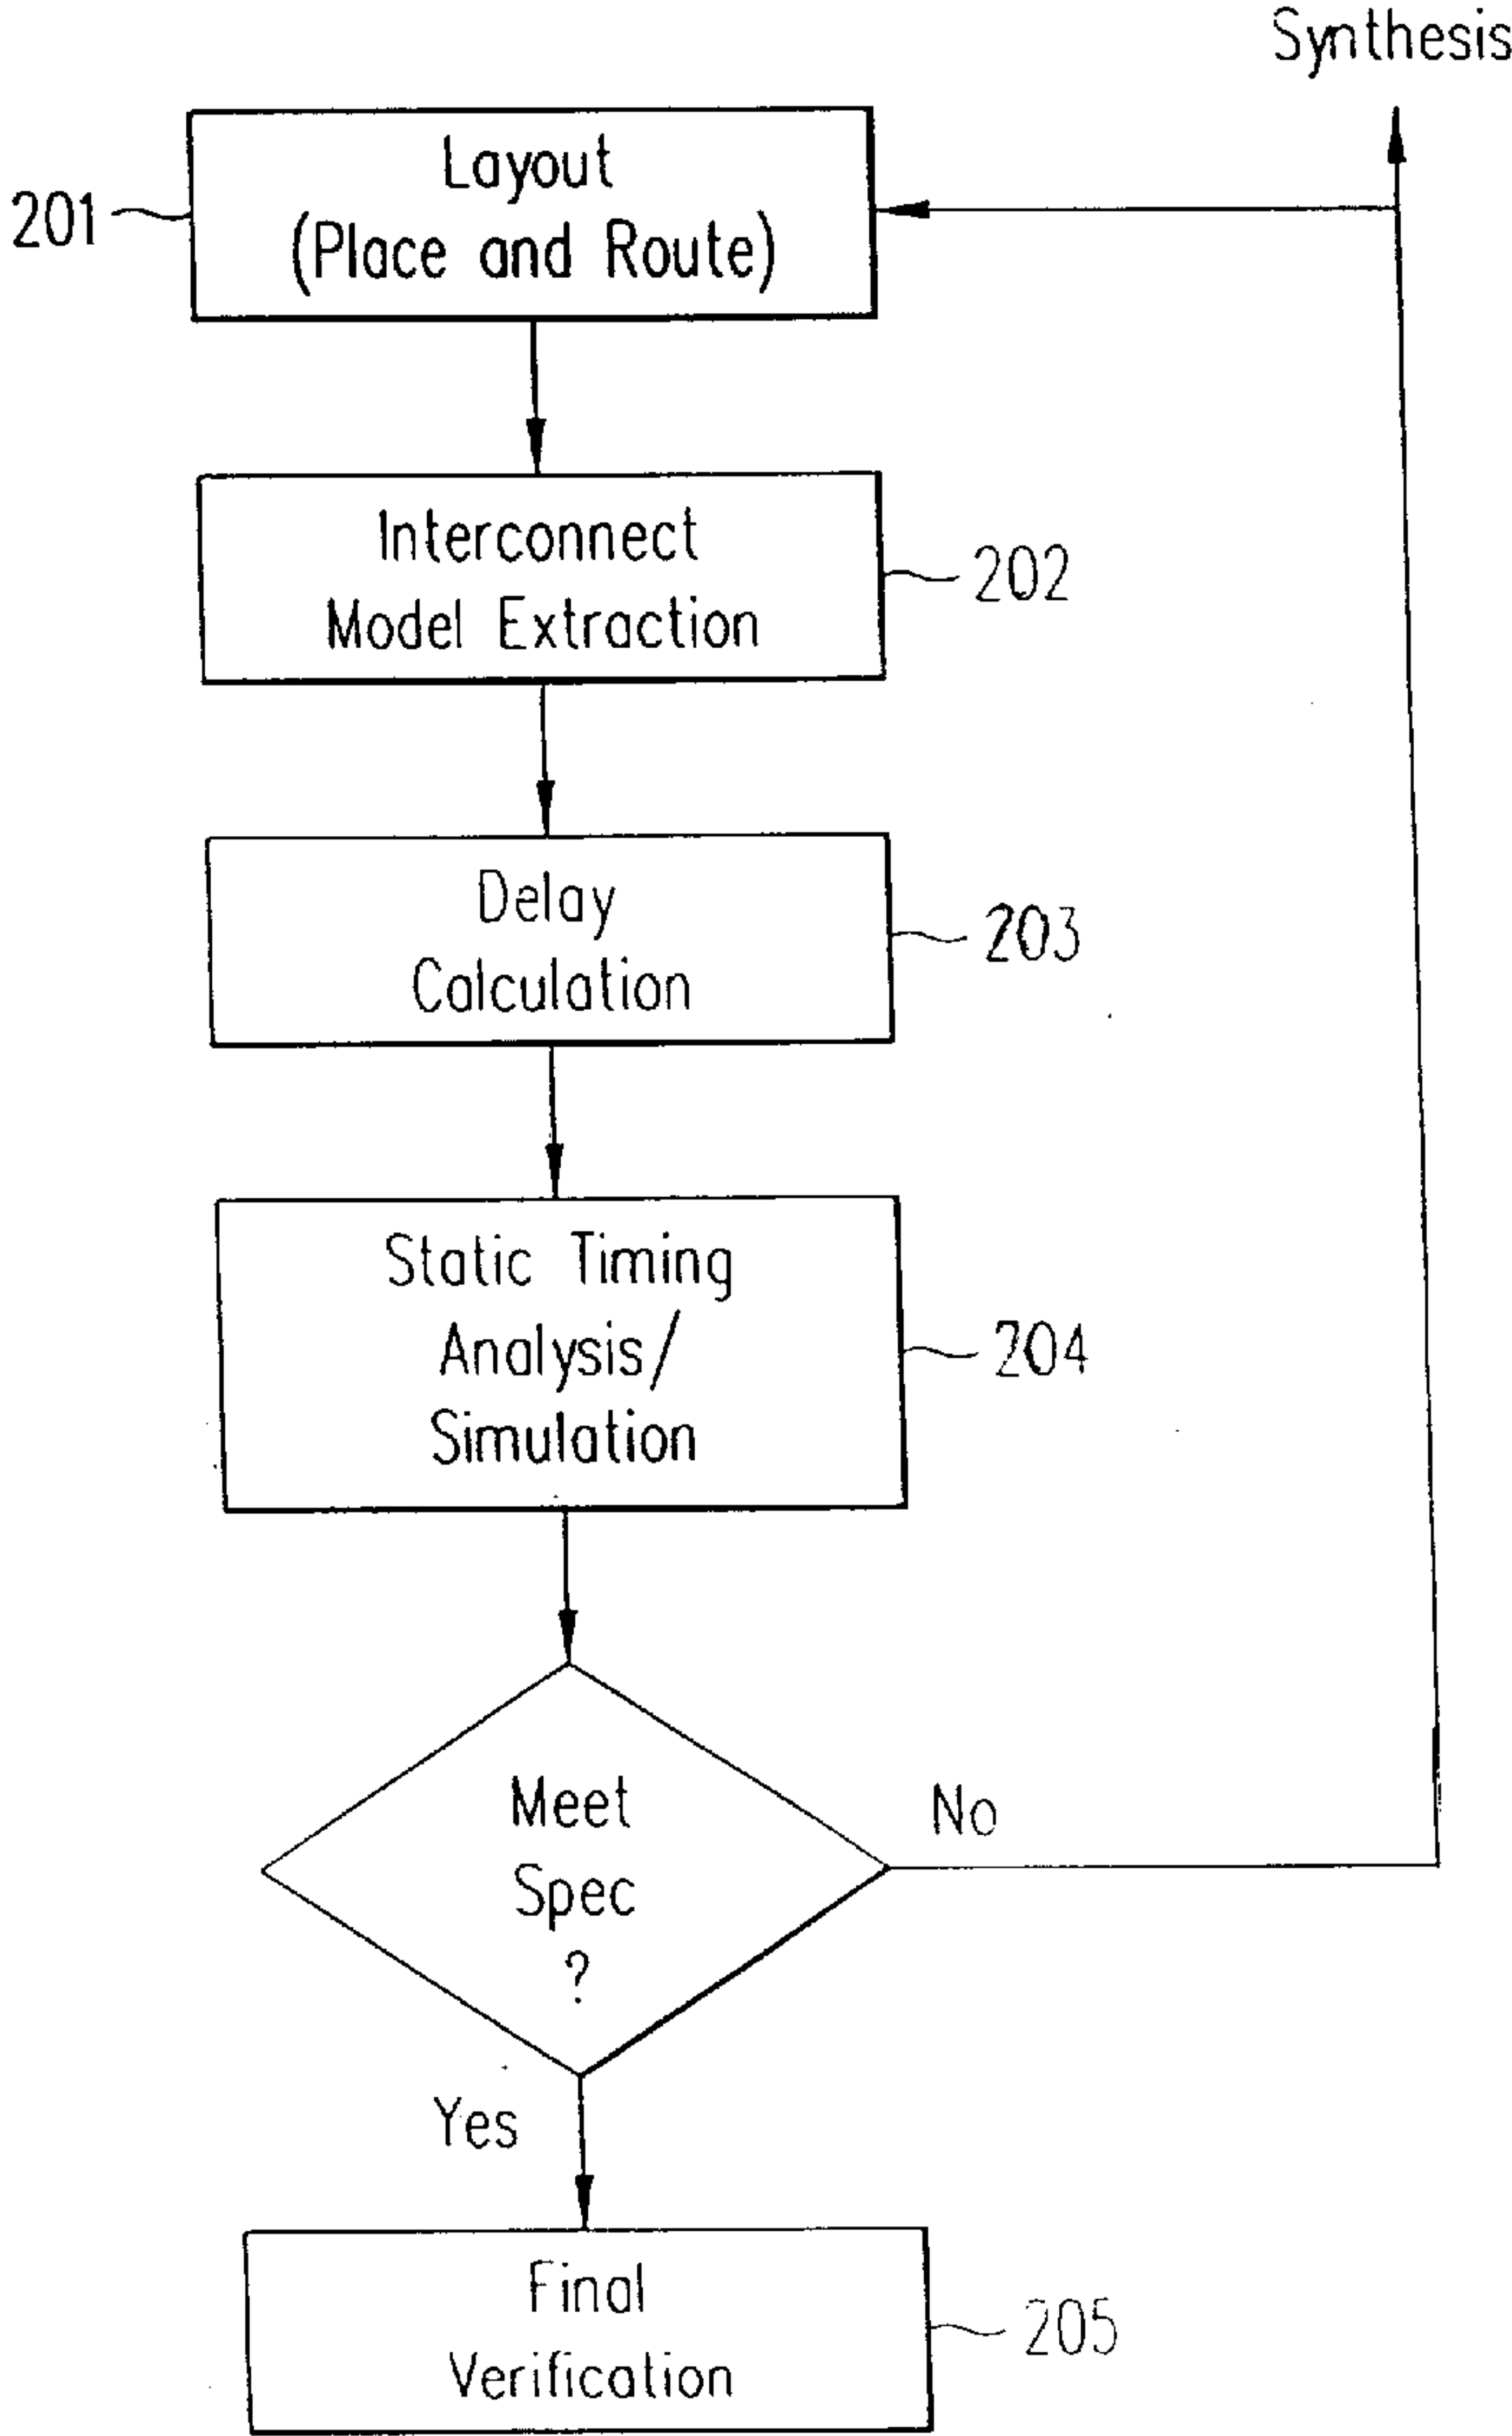 Synthesis
Layout
(Place and Route)
201
Interconnect
Model Extraction
202
Delay
Calculation
203
Static Timing
Analysis/
Simulation
204
Meet
Spec
?
No
Yes
Final
Verification
205